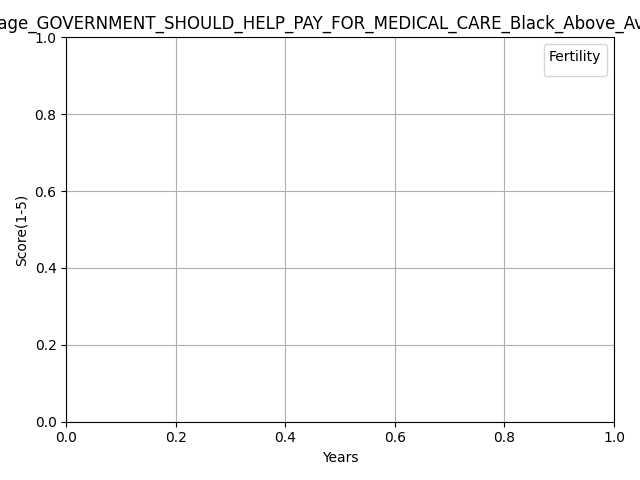 age_GOVERNMENT_SHOULD_HELP_PAY_FOR_MEDICAL_CARE_Black_Above_Av
1.0
Fertility
0.8
0.6
Score(1-5)
0.4
0.2
0.0
0.0 0.2 0.4 0.6 0.8 1.0
Years